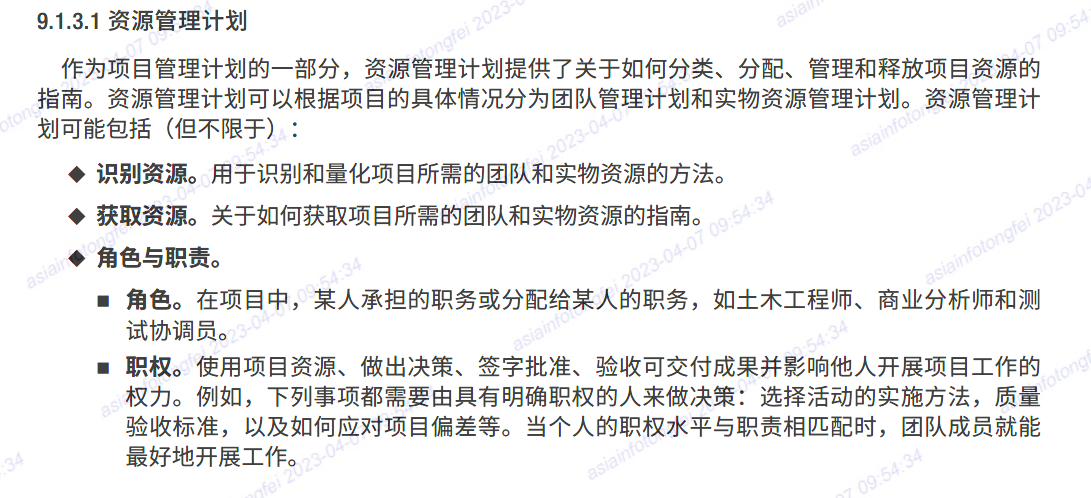 9.1.3.1 资源管理计划
作为项目管理计划的一部分，资源管理计划提供了关于如何分类、分配、管理和释放项目资源的
指南。资源管理计划可以根据项目的具体情况分为团队管理计划和实物资源管理计划。资源管理计
划可能包括（但不限于）：
◆ 识别资源。用于识别和量化项目所需的团队和实物资源的方法。
◆ 获取资源。关于如何获取项目所需的团队和实物资源的指南。
◆ 角色与职责。
■ 角色。在项目中，某人承担的职务或分配给某人的职务，如土木工程师、商业分析师和测
试协调员。
■ 职权。使用项目资源、做出决策、签字批准、验收可交付成果并影响他人开展项目工作的
权力。例如，下列事项都需要由具有明确职权的人来做决策：选择活动的实施方法，质量
验收标准，以及如何应对项目偏差等。当个人的职权水平与职责相匹配时，团队成员就能
最好地开展工作。
asiainfotongfei 2023-04-07 09:54:34